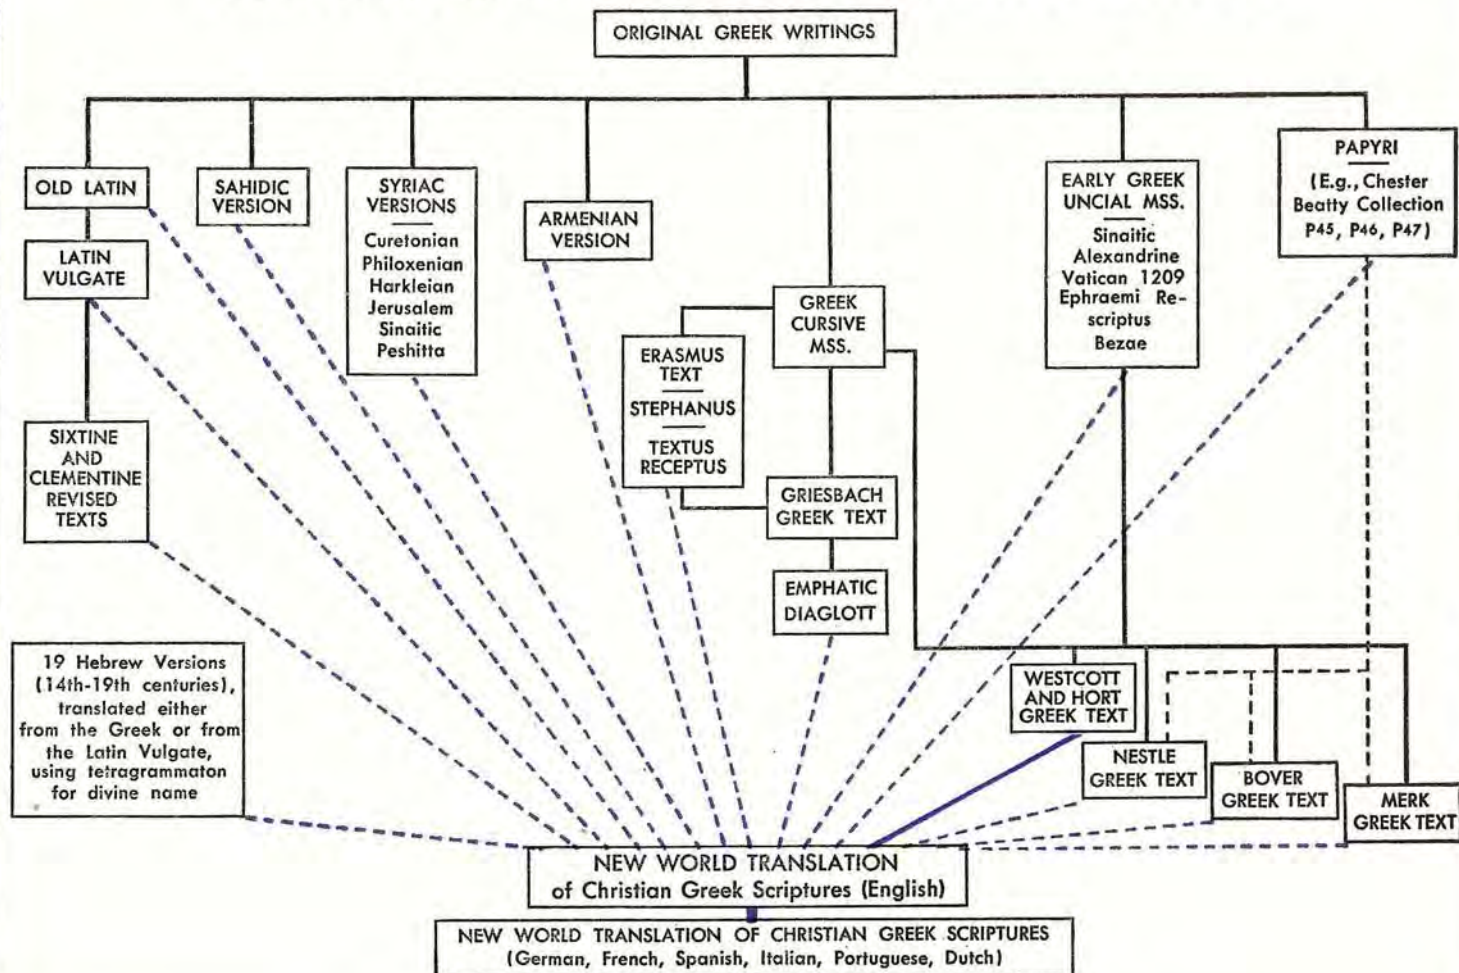 ORIGINAL GREEK WRITINGS
OLD LATIN
LATIN
VULGATE
SIXTINE
AND
CLEMENTINE
REVISED
TEXTS
SAHIDIC
VERSION
SYRIAC
VERSIONS
Curetonian
Philoxenian
Harkleian
Jerusalem
Sinaitic
Peshitta
ARMENIAN
VERSION
GREEK
CURSIVE
MSS.
ERASMUS
TEXT
STEPHANUS
TEXTUS
RECEPTUS
GRIESBACH
GREEK TEXT
EMPHATIC
DIAGLOTT
EARLY GREEK
UNCIAL MSS.
Sinaitic
Alexandrine
Vatican 1209
Ephraemi Re-
scriptus
Bezae
PAPYRI
(E.g., Chester
Beatty Collection
P45, P46, P47)
19 Hebrew Versions
(14th-19th centuries),
translated either
from the Greek or from
the Latin Vulgate,
using tetragrammaton
for divine name
WESTCOTT
AND HORT
GREEK TEXT
NESTLE
GREEK TEXT
BOVER
GREEK TEXT
MERK
GREEK TEXT
NEW WORLD TRANSLATION
of Christian Greek Scriptures (English)
NEW WORLD TRANSLATION OF CHRISTIAN GREEK SCRIPTURES
(German, French, Spanish, Italian, Portuguese, Dutch)